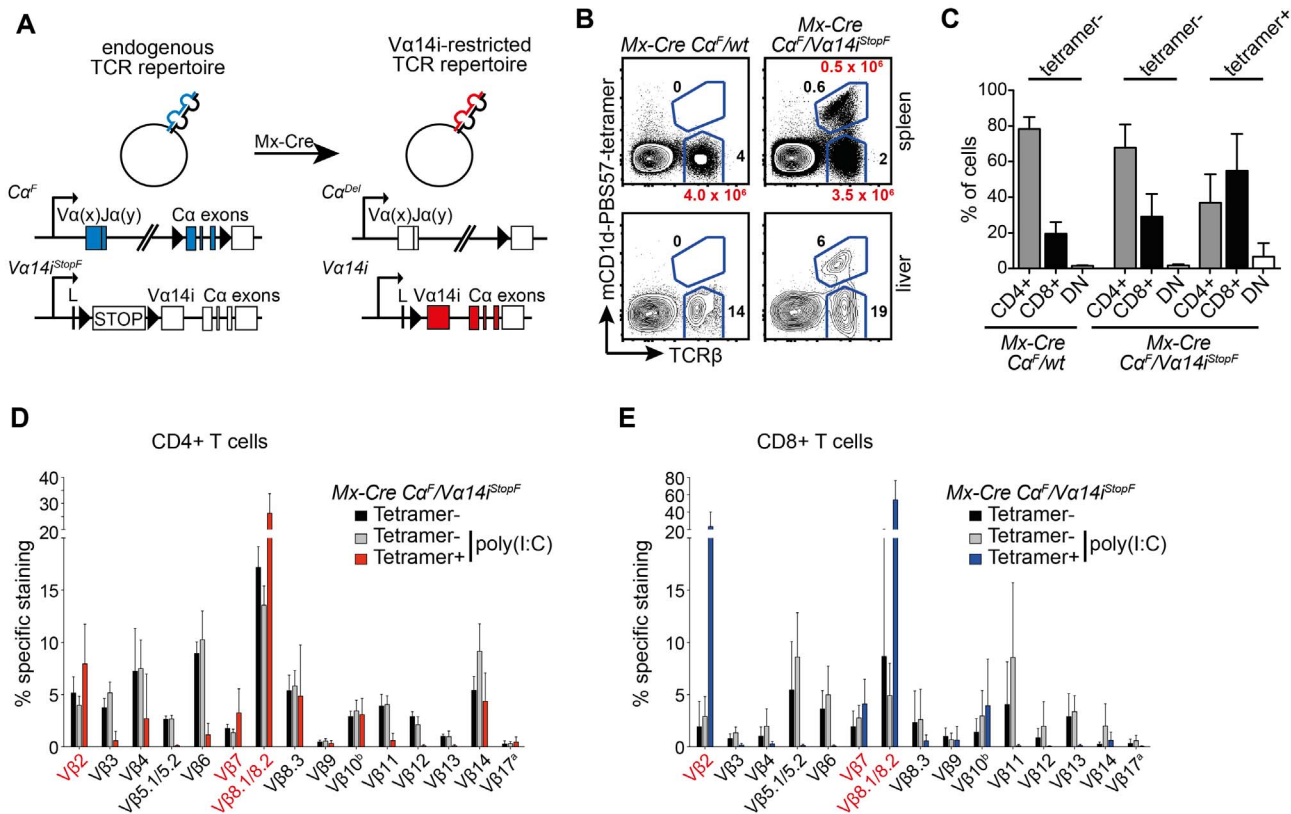 A
endogenous
TCR repertoire
Vα14i-restricted
TCR repertoire
Mx-Cre
CαF
Vα(x)Jα(y)
Cα exons
Vα14iStopF
L
STOP
Vα14i
Cα exons
CαDel
Vα(x)Jα(y)
Vα14i
L
Vα14i
Cα exons
B
Mx-Cre CαF/wt
Mx-Cre
CαF/Vα14iStopF
0.5 x 10⁶
0
0.6
4
2
spleen
4.0 x 10⁶
3.5 x 10⁶
0
6
14
19
liver
mCD1d-PBS57-tetramer
TCRβ
C
tetramer-
tetramer-
tetramer+
% of cells
100
80
60
40
20
0
CD4+
CD8+
DN
CD4+
CD8+
DN
CD4+
CD8+
DN
Mx-Cre
CαF/wt
Mx-Cre
CαF/Vα14iStopF
D
CD4+ T cells
Mx-Cre CαF/Vα14iStopF
Tetramer-
Tetramer-
Tetramer+
poly(I:C)
% specific staining
40
30
20
15
10
5
0
Vβ2
Vβ3
Vβ4
Vβ5.1/5.2
Vβ6
Vβ7
Vβ8.1/8.2
Vβ8.3
Vβ9
Vβ10ᵇ
Vβ11
Vβ12
Vβ13
Vβ14
Vβ17ᵃ
E
CD8+ T cells
Mx-Cre CαF/Vα14iStopF
Tetramer-
Tetramer-
Tetramer+
poly(I:C)
% specific staining
80
60
40
20
15
10
5
0
Vβ2
Vβ3
Vβ4
Vβ5.1/5.2
Vβ6
Vβ7
Vβ8.1/8.2
Vβ8.3
Vβ9
Vβ10ᵇ
Vβ11
Vβ12
Vβ13
Vβ14
Vβ17ᵃ